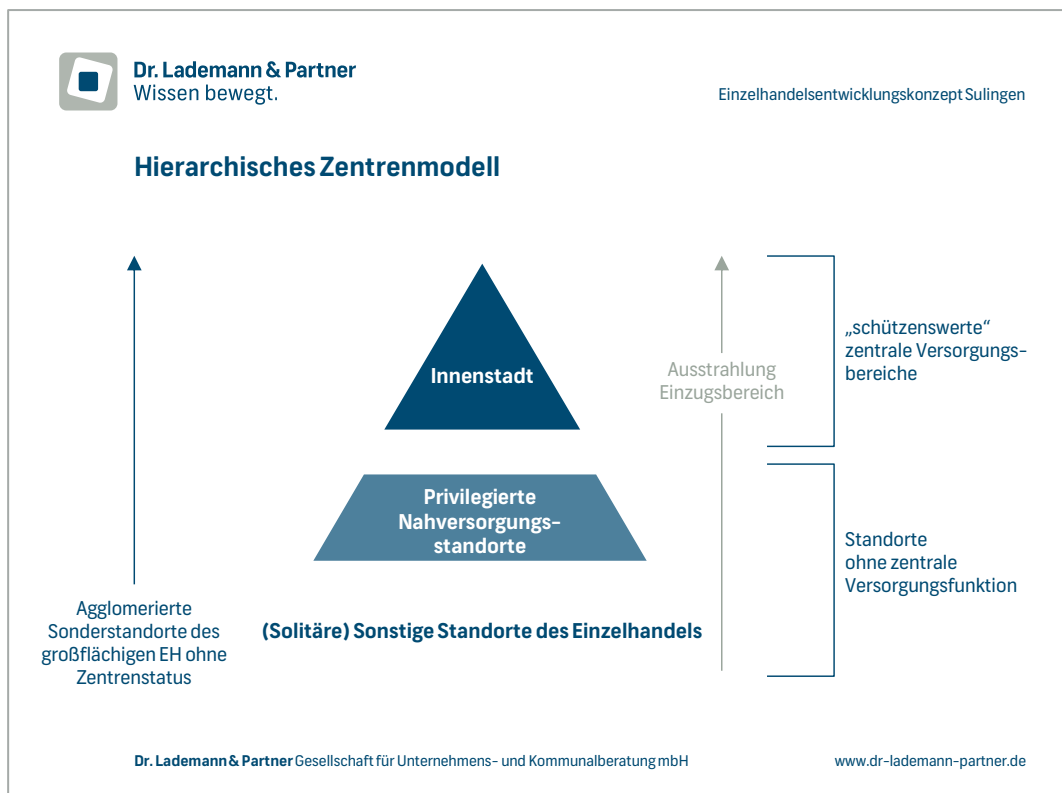 Dr. Lademann & Partner
Wissen bewegt.
Einzelhandelsentwicklungskonzept Sulingen
Hierarchisches Zentrenmodell
Innenstadt
Ausstrahlung
Einzugsbereich
„schützenswerte“
zentrale Versorgungs-
bereiche
Privilegierte
Nahversorgungs-
standorte
Standorte
ohne zentrale
Versorgungsfunktion
Agglomerierte
Sonderstandorte des
großflächigen EH ohne
Zentrenstatus
(Solitäre) Sonstige Standorte des Einzelhandels
Dr. Lademann & Partner Gesellschaft für Unternehmens- und Kommunalberatung mbH
www.dr-lademann-partner.de